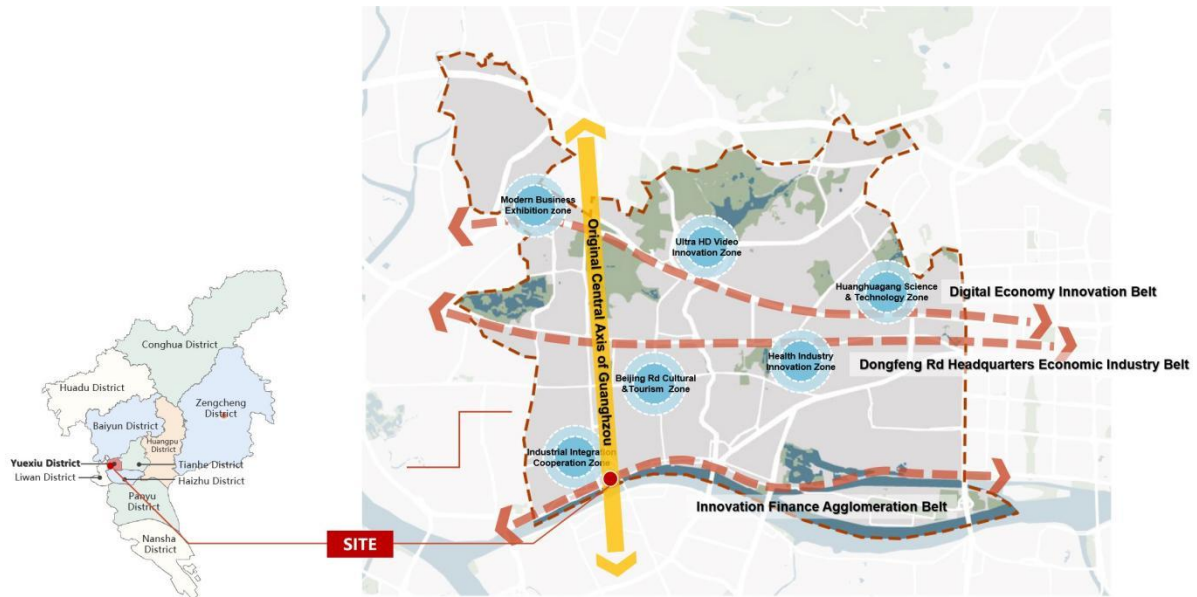 Conghua District
Huadu District
Zengcheng
District
Baiyun District
Huangpu
District
Yuexiu District
Tianhe District
Liwan District
Haizhu District
Panyu
District
Nansha
District
SITE
Modern Business
Exhibition zone
Original Central Axis of Guanghzou
Ultra HD Video
Innovation Zone
Huanghuagang Science
& Technology Zone
Digital Economy Innovation Belt
Health Industry
Innovation Zone
Dongfeng Rd Headquarters Economic Industry Belt
Beijing Rd Cultural
&Tourism Zone
Industrial Integration
Cooperation Zone
Innovation Finance Agglomeration Belt